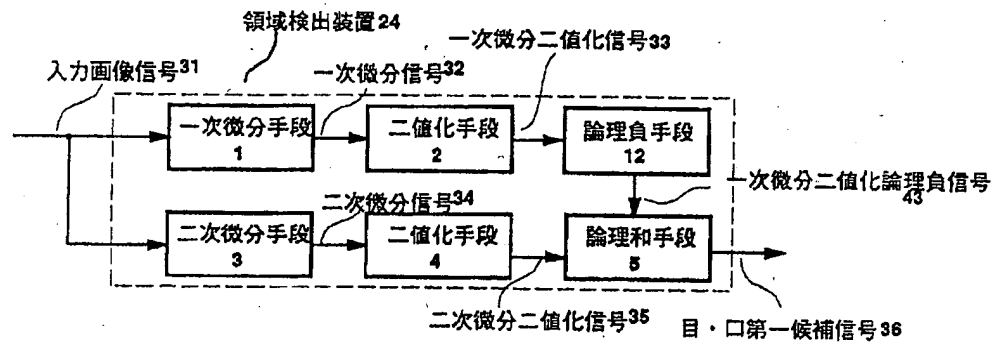 領域検出装置24
一次微分二値化信号33
入力画像信号31
一次微分信号32
一次微分手段
1
二値化手段
2
論理負手段
12
一次微分二値化論理負信号
43
二次微分信号34
二次微分手段
3
二値化手段
4
論理和手段
5
二次微分二値化信号35
目・口第一候補信号36